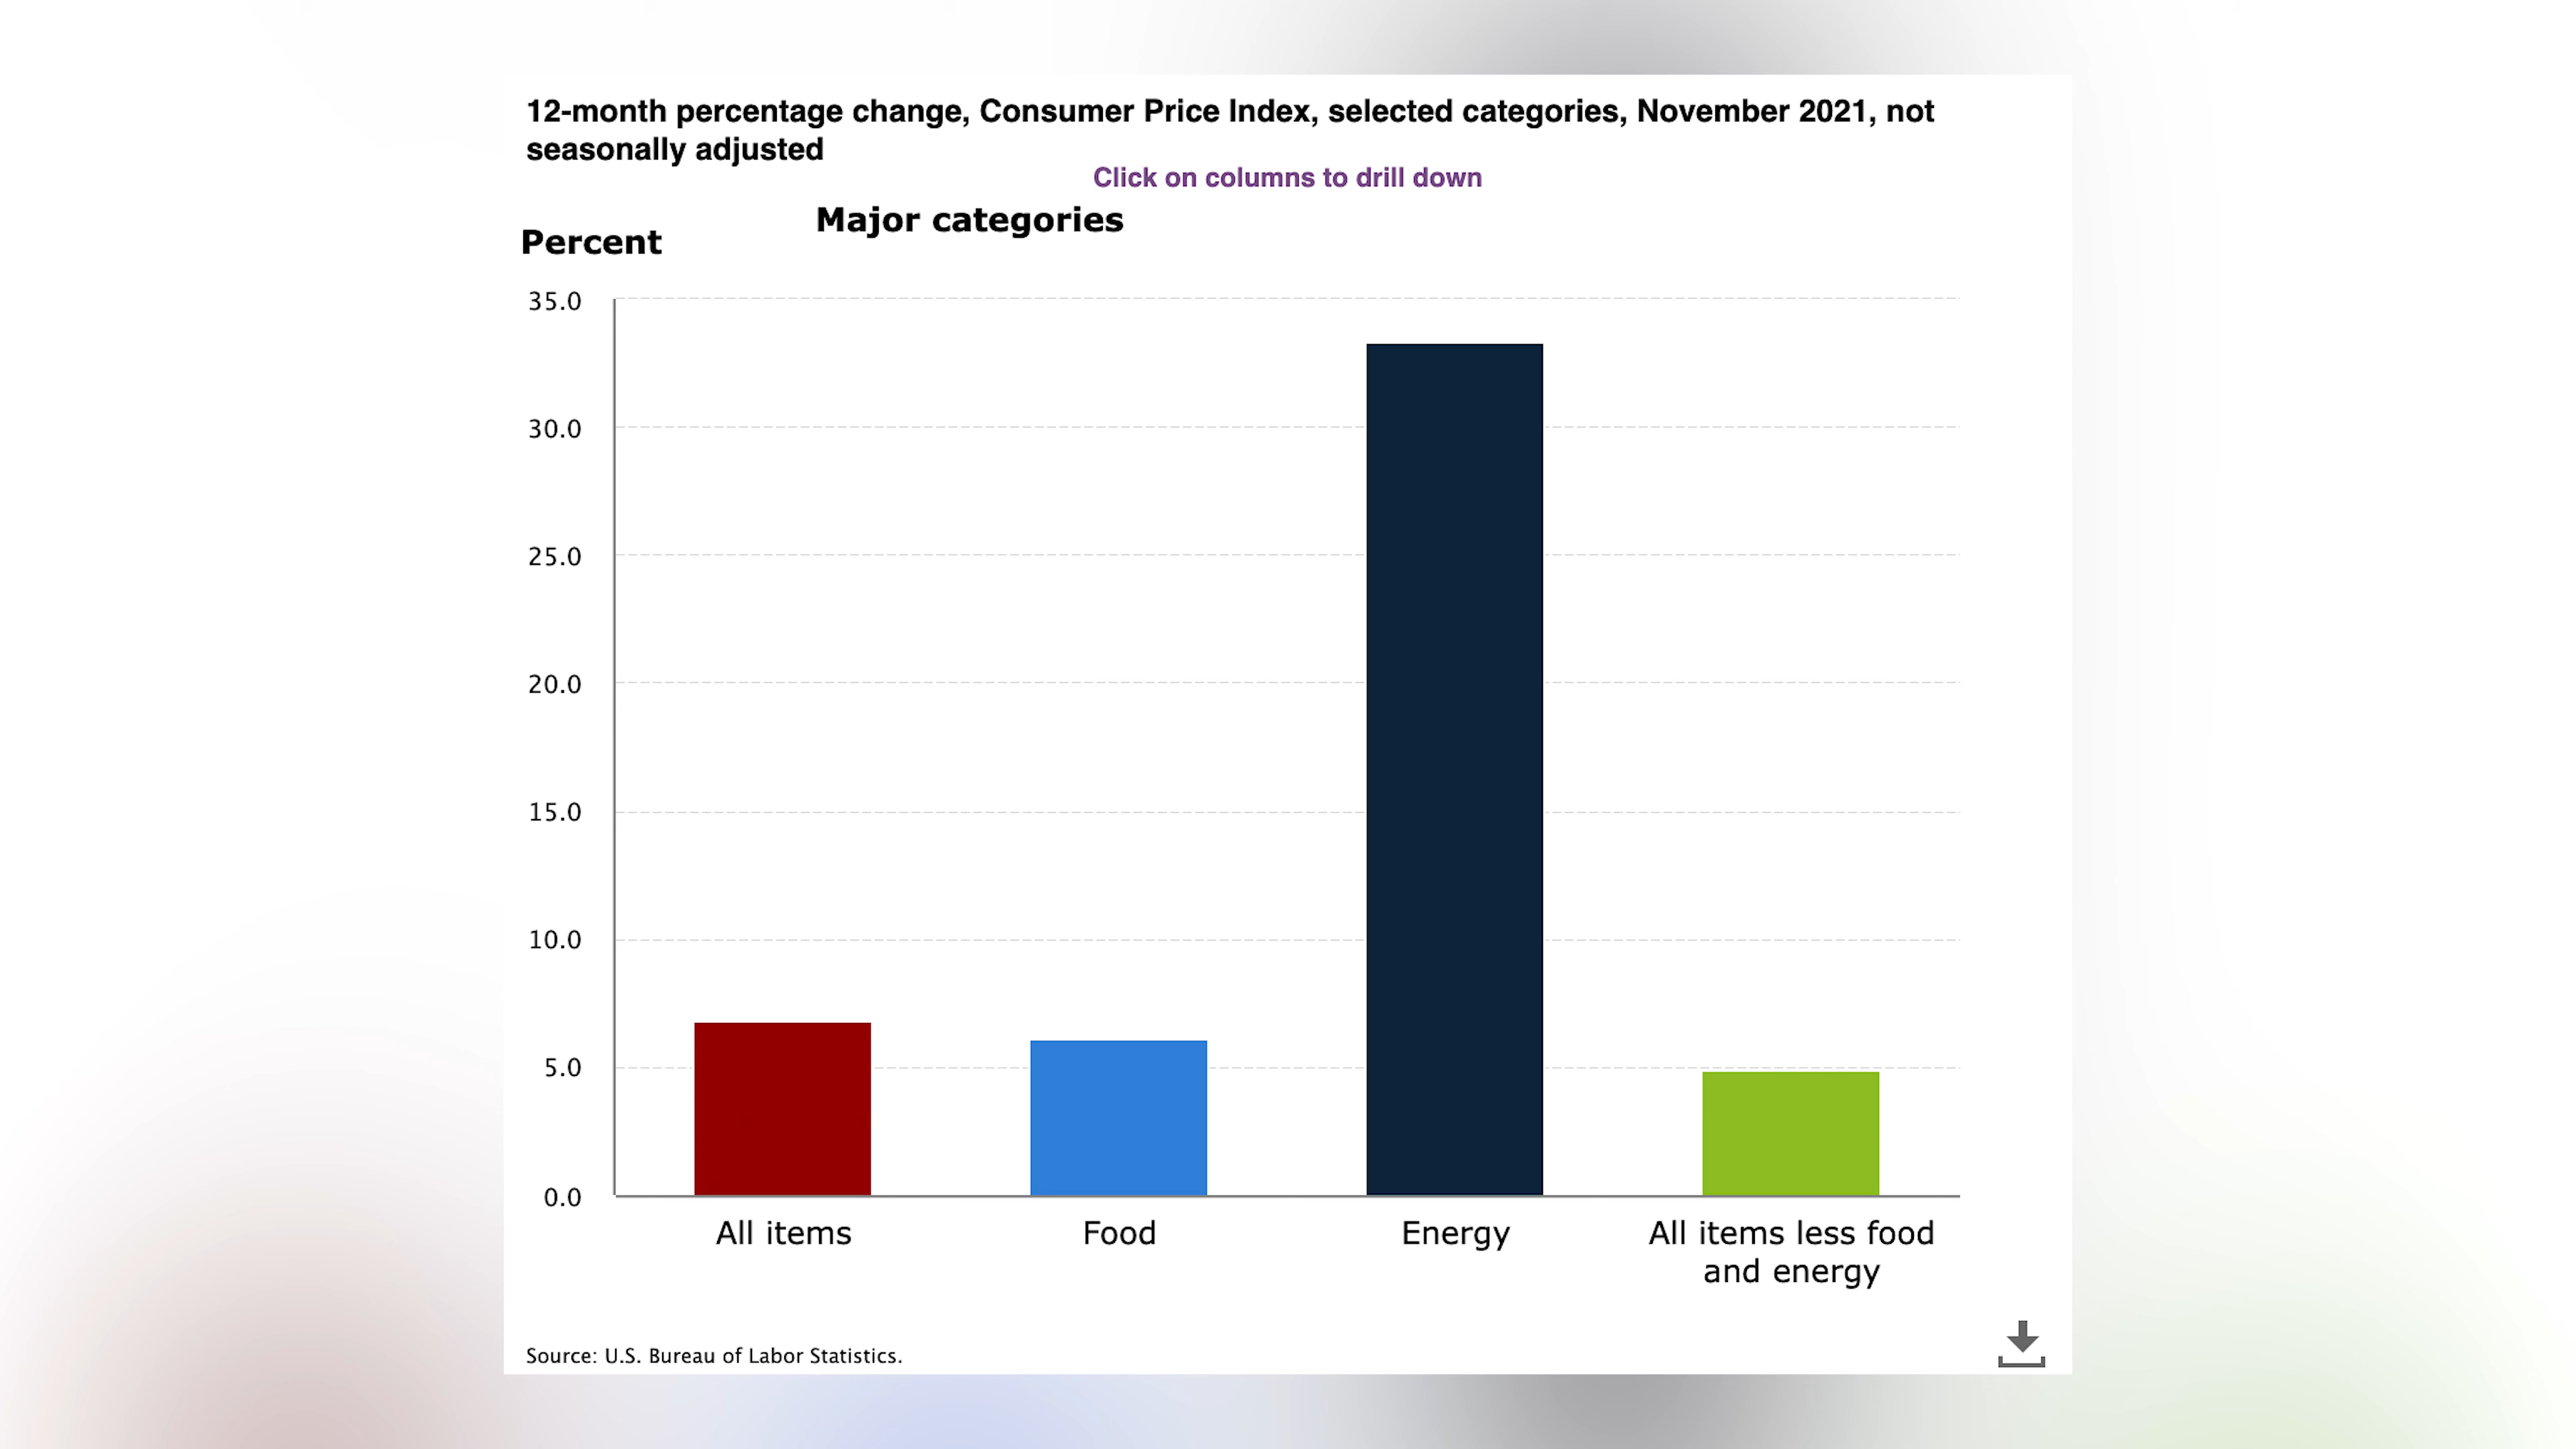 12-month percentage change, Consumer Price Index, selected categories, November 2021, not
seasonally adjusted
Click on columns to drill down
Major categories
Percent
35.0
30.0
25.0
20.0
15.0
10.0
5.0
0.0
All items
Food
Energy
All items less food
and energy
Source: U.S. Bureau of Labor Statistics.